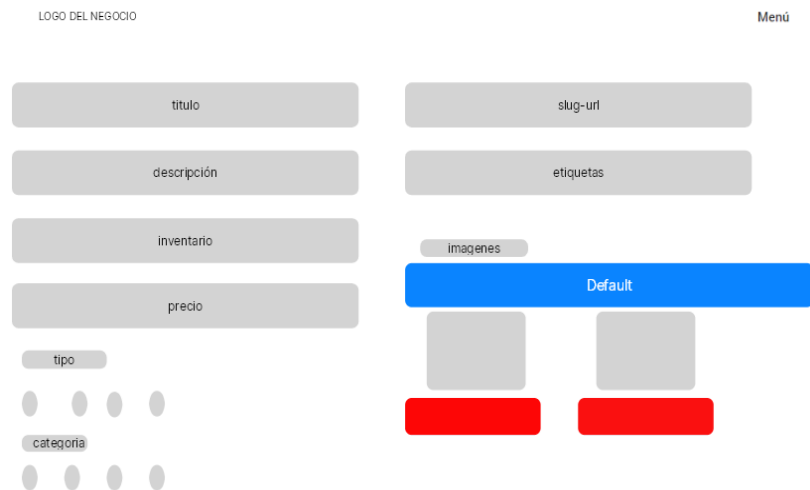 LOGO DEL NEGOCIO
Menú
titulo
slug-url
descripción
etiquetas
inventario
imagenes
Default
precio
tipo
categoria